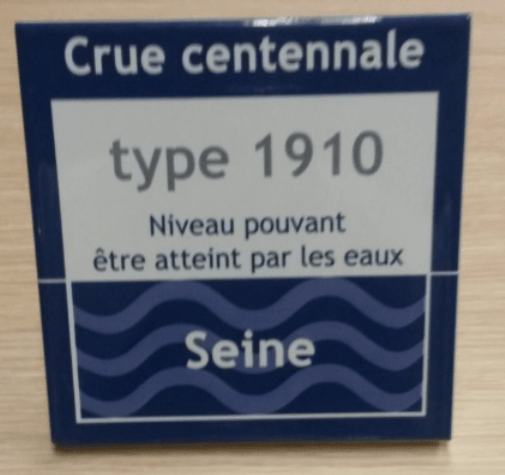 Crue centennale
type 1910
Niveau pouvant
être atteint par les eaux
Seine